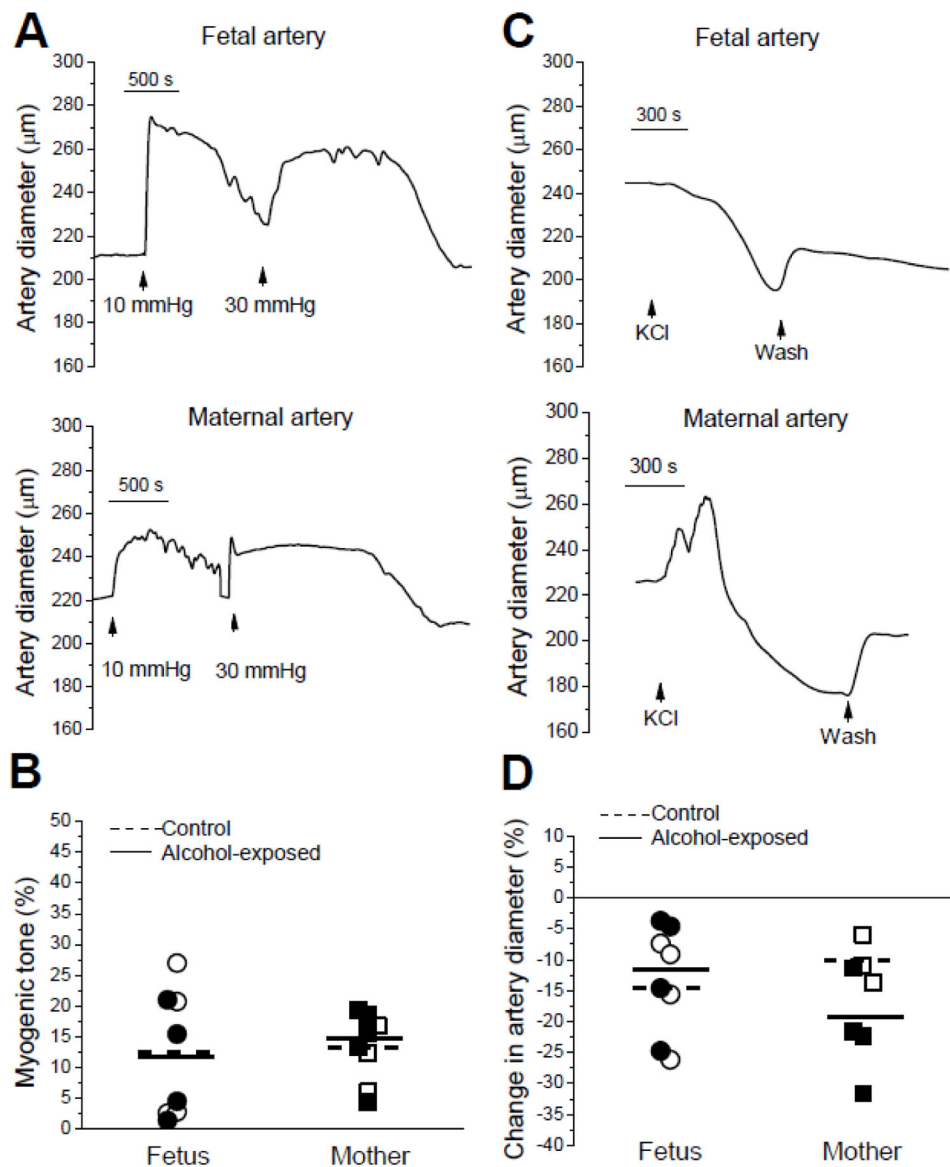 A
Fetal artery
300
500 s
280
260
240
220
200
180
160
Artery diameter (μm)
10 mmHg
30 mmHg
Maternal artery
300
500 s
280
260
240
220
200
180
160
Artery diameter (μm)
10 mmHg
30 mmHg
B
50
45
40
35
30
25
20
15
10
5
0
Myogenic tone (%)
Control
Alcohol-exposed
Fetus
Mother
C
Fetal artery
300
300 s
280
260
240
220
200
180
160
Artery diameter (μm)
KCl
Wash
Maternal artery
300
300 s
260
220
200
180
160
Artery diameter (μm)
KCl
Wash
D
Control
Alcohol-exposed
10
5
0
-5
-10
-15
-20
-25
-30
-35
-40
Change in artery diameter (%)
Fetus
Mother